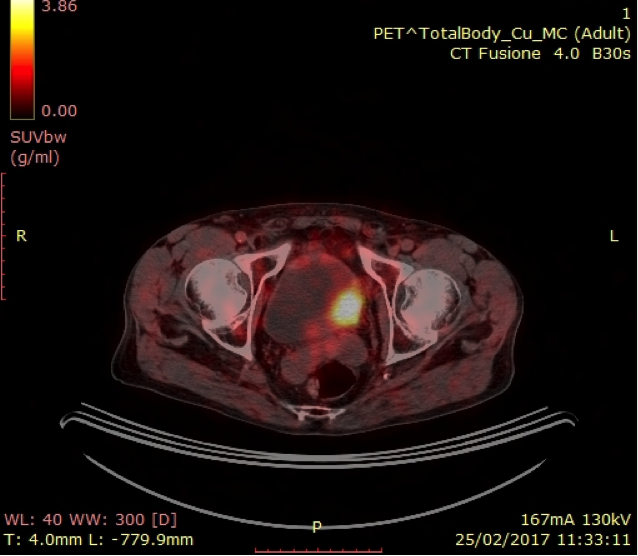 3.86
0.00
SUVbw
(g/ml)
1
PET^TotalBody_Cu_MC (Adult)
CT Fusione 4.0 B30s
R
L
P
WL: 40 WW: 300 [D]
T: 4.0mm L: -779.9mm
167mA 130kV
25/02/2017 11:33:11